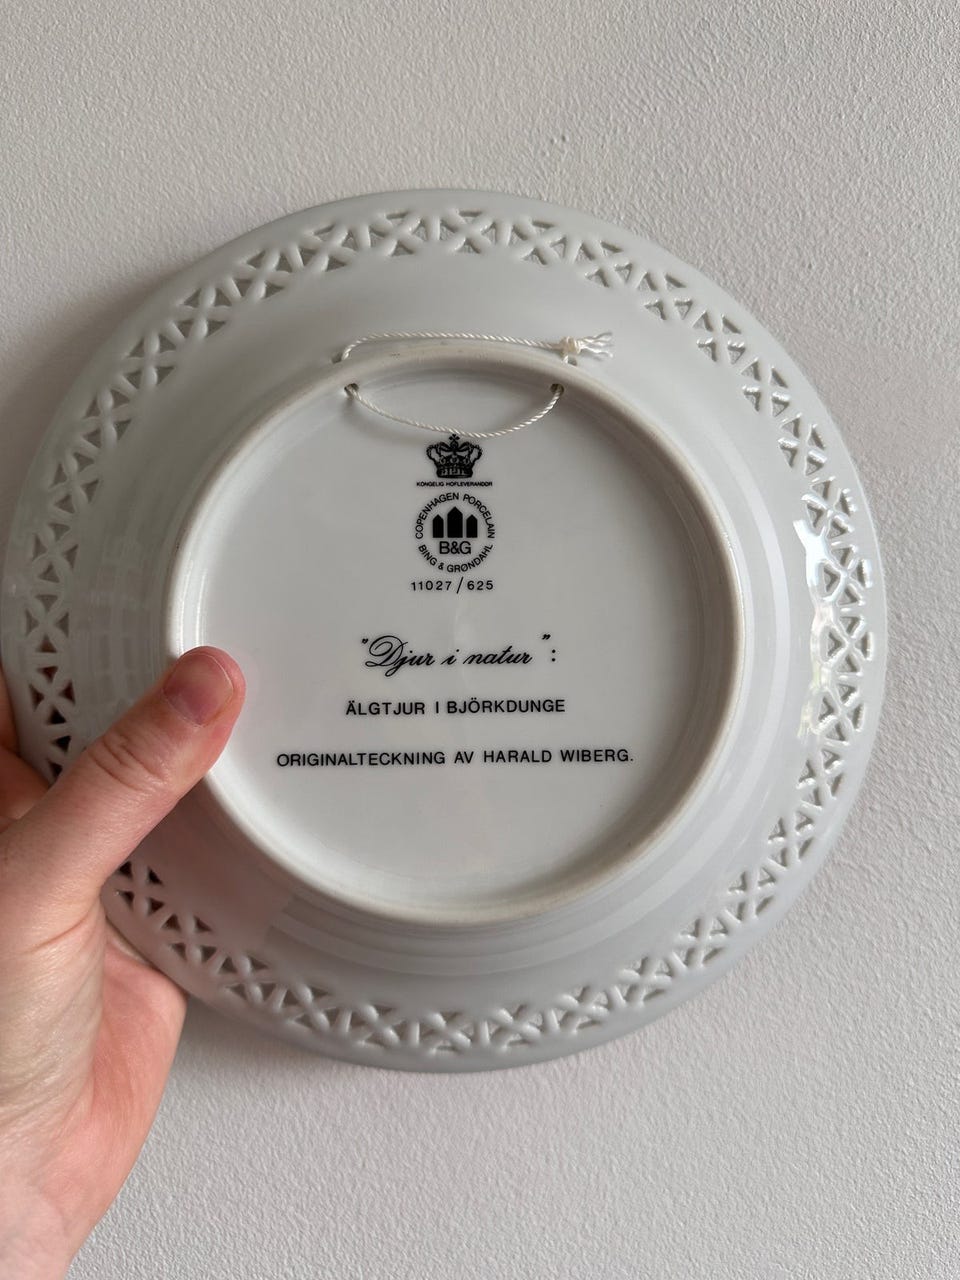 KONGELIG HOFLEVERANDØR
COPENHAGEN PORCELAIN
B&G
BING & GRØNDAHL
11027/625
"Djur i natur":
ÄLGTJUR I BJÖRKDUNGE
ORIGINALTECKNING AV HARALD WIBERG.